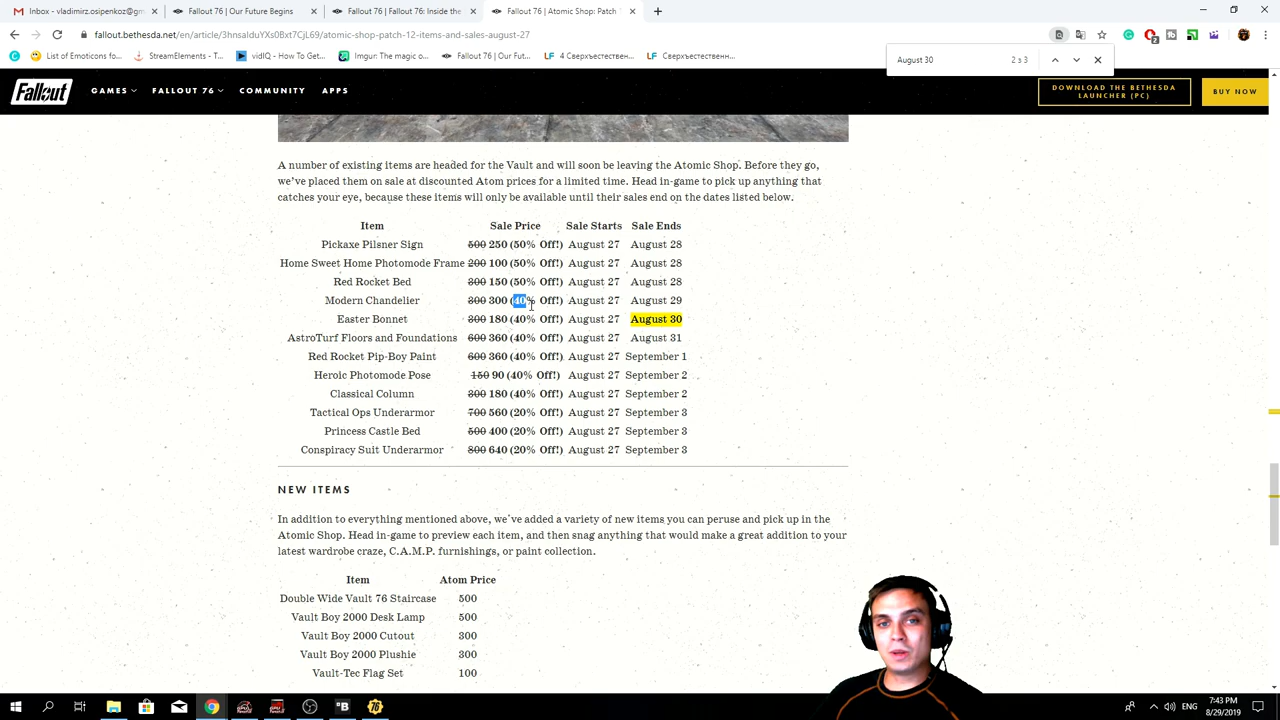 Inbox - vladimirz.osipenkoz@gm
Fallout 76 | Our Future Begins
Fallout 76: Inside the
Fallout 76 | Atomic Shop: Patch
fallout.bethesda.net/en/article/3hnsalduYXs0Bxt7CjL69/atomic-shop-patch-12-items-and-sales-august-27
List of Emoticons fo...
StreamElements - T...
vidIQ - How To Get...
Imgur: The magic o...
Fallout 76 | Our Fut...
LF 4 Сверхъестествен...
LF Сверхъестествен...
August 30
2 из 3
Fallout
GAMES
FALLOUT 76
COMMUNITY
APPS
DOWNLOAD THE BETHESDA
LAUNCHER (PC)
BUY NOW
A number of existing items are headed for the Vault and will soon be leaving the Atomic Shop. Before they go,
we've placed them on sale at discounted Atom prices for a limited time. Head in-game to pick up anything that
catches your eye, because these items will only be available until their sales end on the dates listed below.
Item Sale Price Sale Starts Sale Ends
Pickaxe Pilsner Sign 500 250 (50% Off!) August 27 August 28
Home Sweet Home Photomode Frame 200 100 (50% Off!) August 27 August 28
Red Rocket Bed 300 150 (50% Off!) August 27 August 28
Modern Chandelier 300 300 (40% Off!) August 27 August 29
Easter Bonnet 300 180 (40% Off!) August 27 August 30
AstroTurf Floors and Foundations 600 360 (40% Off!) August 27 August 31
Red Rocket Pip-Boy Paint 600 360 (40% Off!) August 27 September 1
Heroic Photomode Pose 150 90 (40% Off!) August 27 September 2
Classical Column 300 180 (40% Off!) August 27 September 2
Tactical Ops Underarmor 700 560 (20% Off!) August 27 September 3
Princess Castle Bed 500 400 (20% Off!) August 27 September 3
Conspiracy Suit Underarmor 800 640 (20% Off!) August 27 September 3
NEW ITEMS
In addition to everything mentioned above, we've added a variety of new items you can peruse and pick up in the
Atomic Shop. Head in-game to preview each item, and then snag anything that would make a great addition to your
latest wardrobe craze, C.A.M.P. furnishings, or paint collection.
Item Atom Price
Double Wide Vault 76 Staircase 500
Vault Boy 2000 Desk Lamp 500
Vault Boy 2000 Cutout 300
Vault Boy 2000 Plushie 300
Vault-Tec Flag Set 100
ENG
7:43 PM
8/29/2019